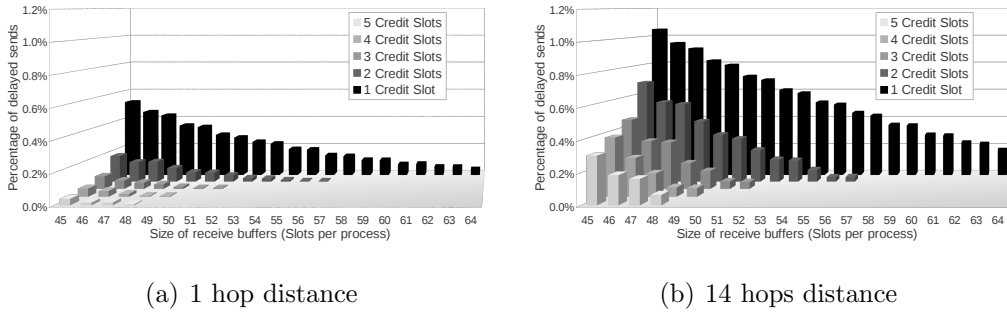 1.2%
1.0%
0.8%
0.6%
0.4%
0.2%
0.0%
Percentage of delayed sends
5 Credit Slots
4 Credit Slots
3 Credit Slots
2 Credit Slots
1 Credit Slot
45 46 47 48 49 50 51 52 53 54 55 56 57 58 59 60 61 62 63 64
Size of receive buffers (Slots per process)
(a) 1 hop distance
1.2%
1.0%
0.8%
0.6%
0.4%
0.2%
0.0%
Percentage of delayed sends
5 Credit Slots
4 Credit Slots
3 Credit Slots
2 Credit Slots
1 Credit Slot
45 46 47 48 49 50 51 52 53 54 55 56 57 58 59 60 61 62 63 64
Size of receive buffers (Slots per process)
(b) 14 hops distance